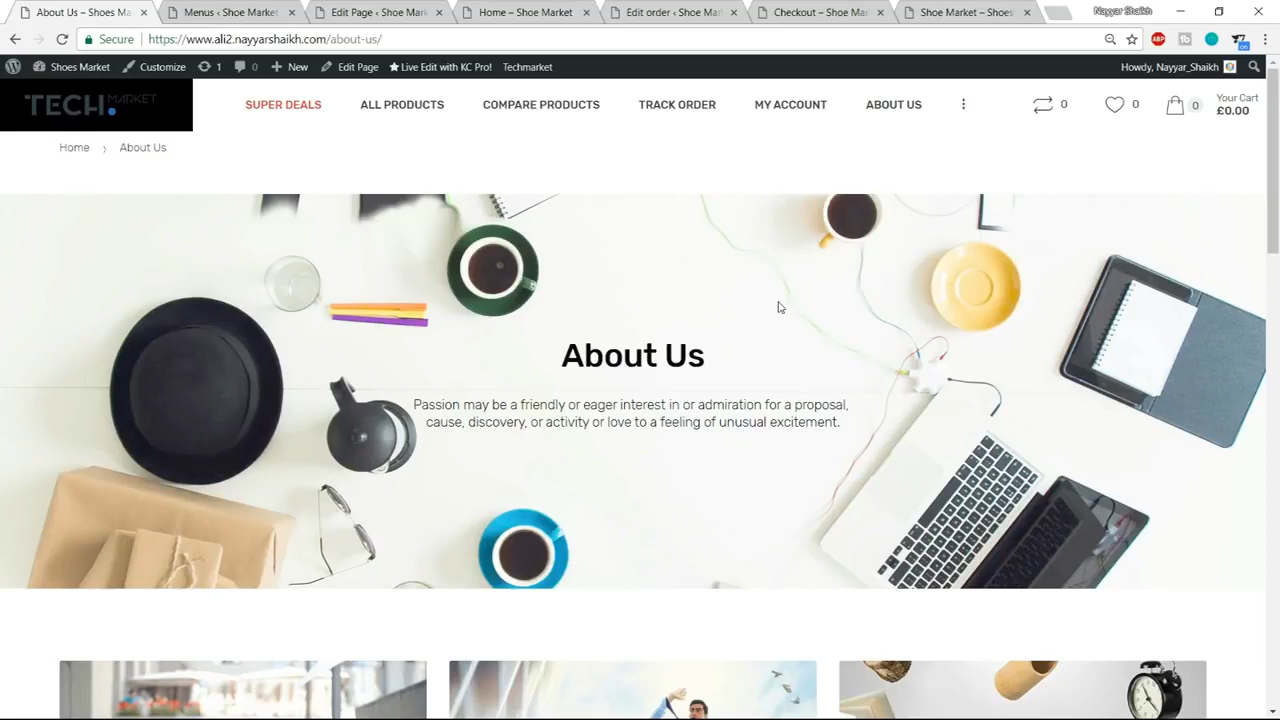 About Us – Shoes Ma
Menus ‹ Shoe Market
Edit Page ‹ Shoe Mark
Home – Shoe Market
Edit order ‹ Shoe Mar
Checkout – Shoe Mar
Shoe Market – Shoes
Nayyar Shaikh
Secure
https://www.ali2.nayyarshaikh.com/about-us/
ABP
Shoes Market
Customize
1
0
New
Edit Page
Live Edit with KC Pro!
Techmarket
Howdy, Nayyar_Shaikh
TECH MARKET
SUPER DEALS
ALL PRODUCTS
COMPARE PRODUCTS
TRACK ORDER
MY ACCOUNT
ABOUT US
0
0
0
Your Cart
£0.00
Home
About Us
About Us
Passion may be a friendly or eager interest in or admiration for a proposal,
cause, discovery, or activity or love to a feeling of unusual excitement.